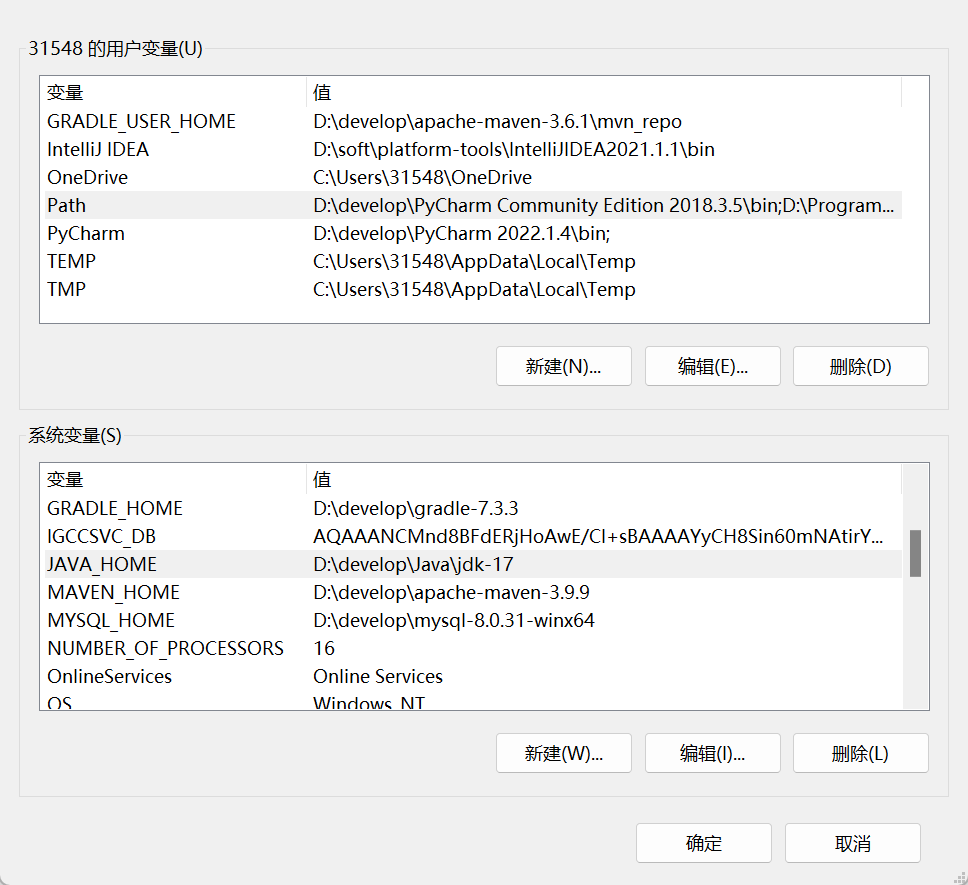 31548 的用户变量(U)
变量 值
GRADLE_USER_HOME D:\develop\apache-maven-3.6.1\mvn_repo
IntelliJ IDEA D:\soft\platform-tools\IntelliJIDEA2021.1.1\bin
OneDrive C:\Users\31548\OneDrive
Path D:\develop\PyCharm Community Edition 2018.3.5\bin;D:\Program...
PyCharm D:\develop\PyCharm 2022.1.4\bin;
TEMP C:\Users\31548\AppData\Local\Temp
TMP C:\Users\31548\AppData\Local\Temp
新建(N)... 编辑(E)... 删除(D)
系统变量(S)
变量 值
GRADLE_HOME D:\develop\gradle-7.3.3
IGCCSVC_DB AQAAANCMnd8BFdERjHoAwE/Cl+sBAAAAYyCH8Sin60mNAtirY...
JAVA_HOME D:\develop\Java\jdk-17
MAVEN_HOME D:\develop\apache-maven-3.9.9
MYSQL_HOME D:\develop\mysql-8.0.31-winx64
NUMBER_OF_PROCESSORS 16
OnlineServices Online Services
OS Windows_NT
新建(W)... 编辑(I)... 删除(L)
确定 取消